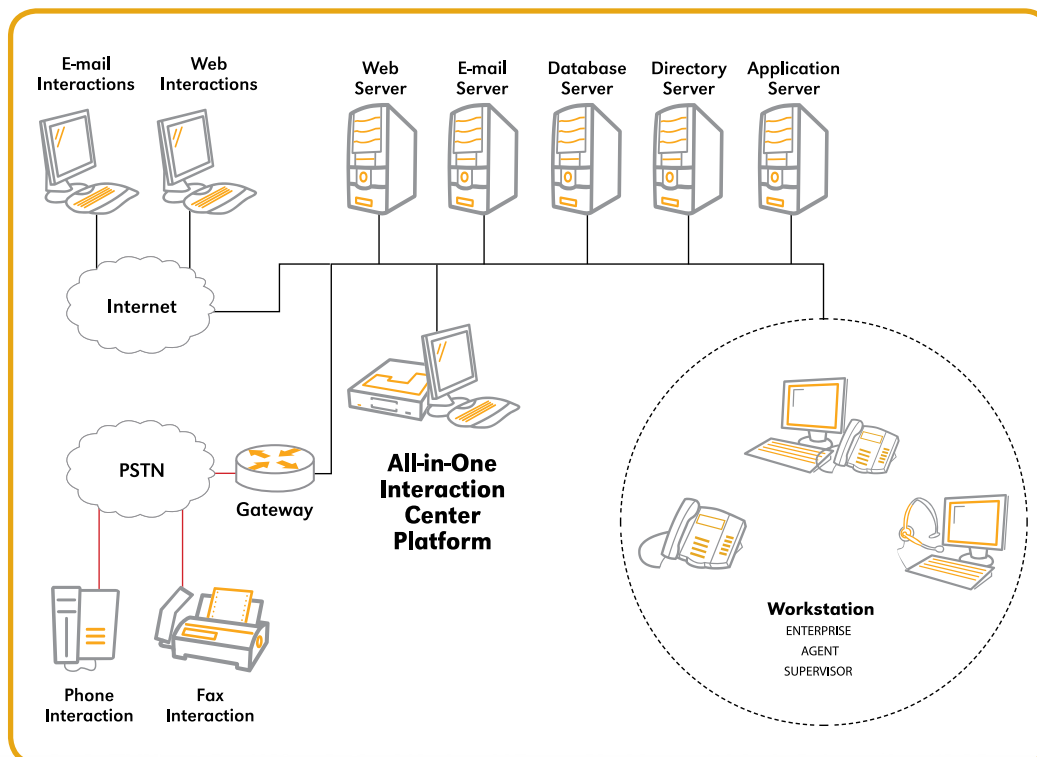 E-mail
Interactions
Web
Interactions
Web
Server
E-mail
Server
Database
Server
Directory
Server
Application
Server
Internet
PSTN
Gateway
All-in-One
Interaction
Center
Platform
Phone
Interaction
Fax
Interaction
Workstation
ENTERPRISE
AGENT
SUPERVISOR